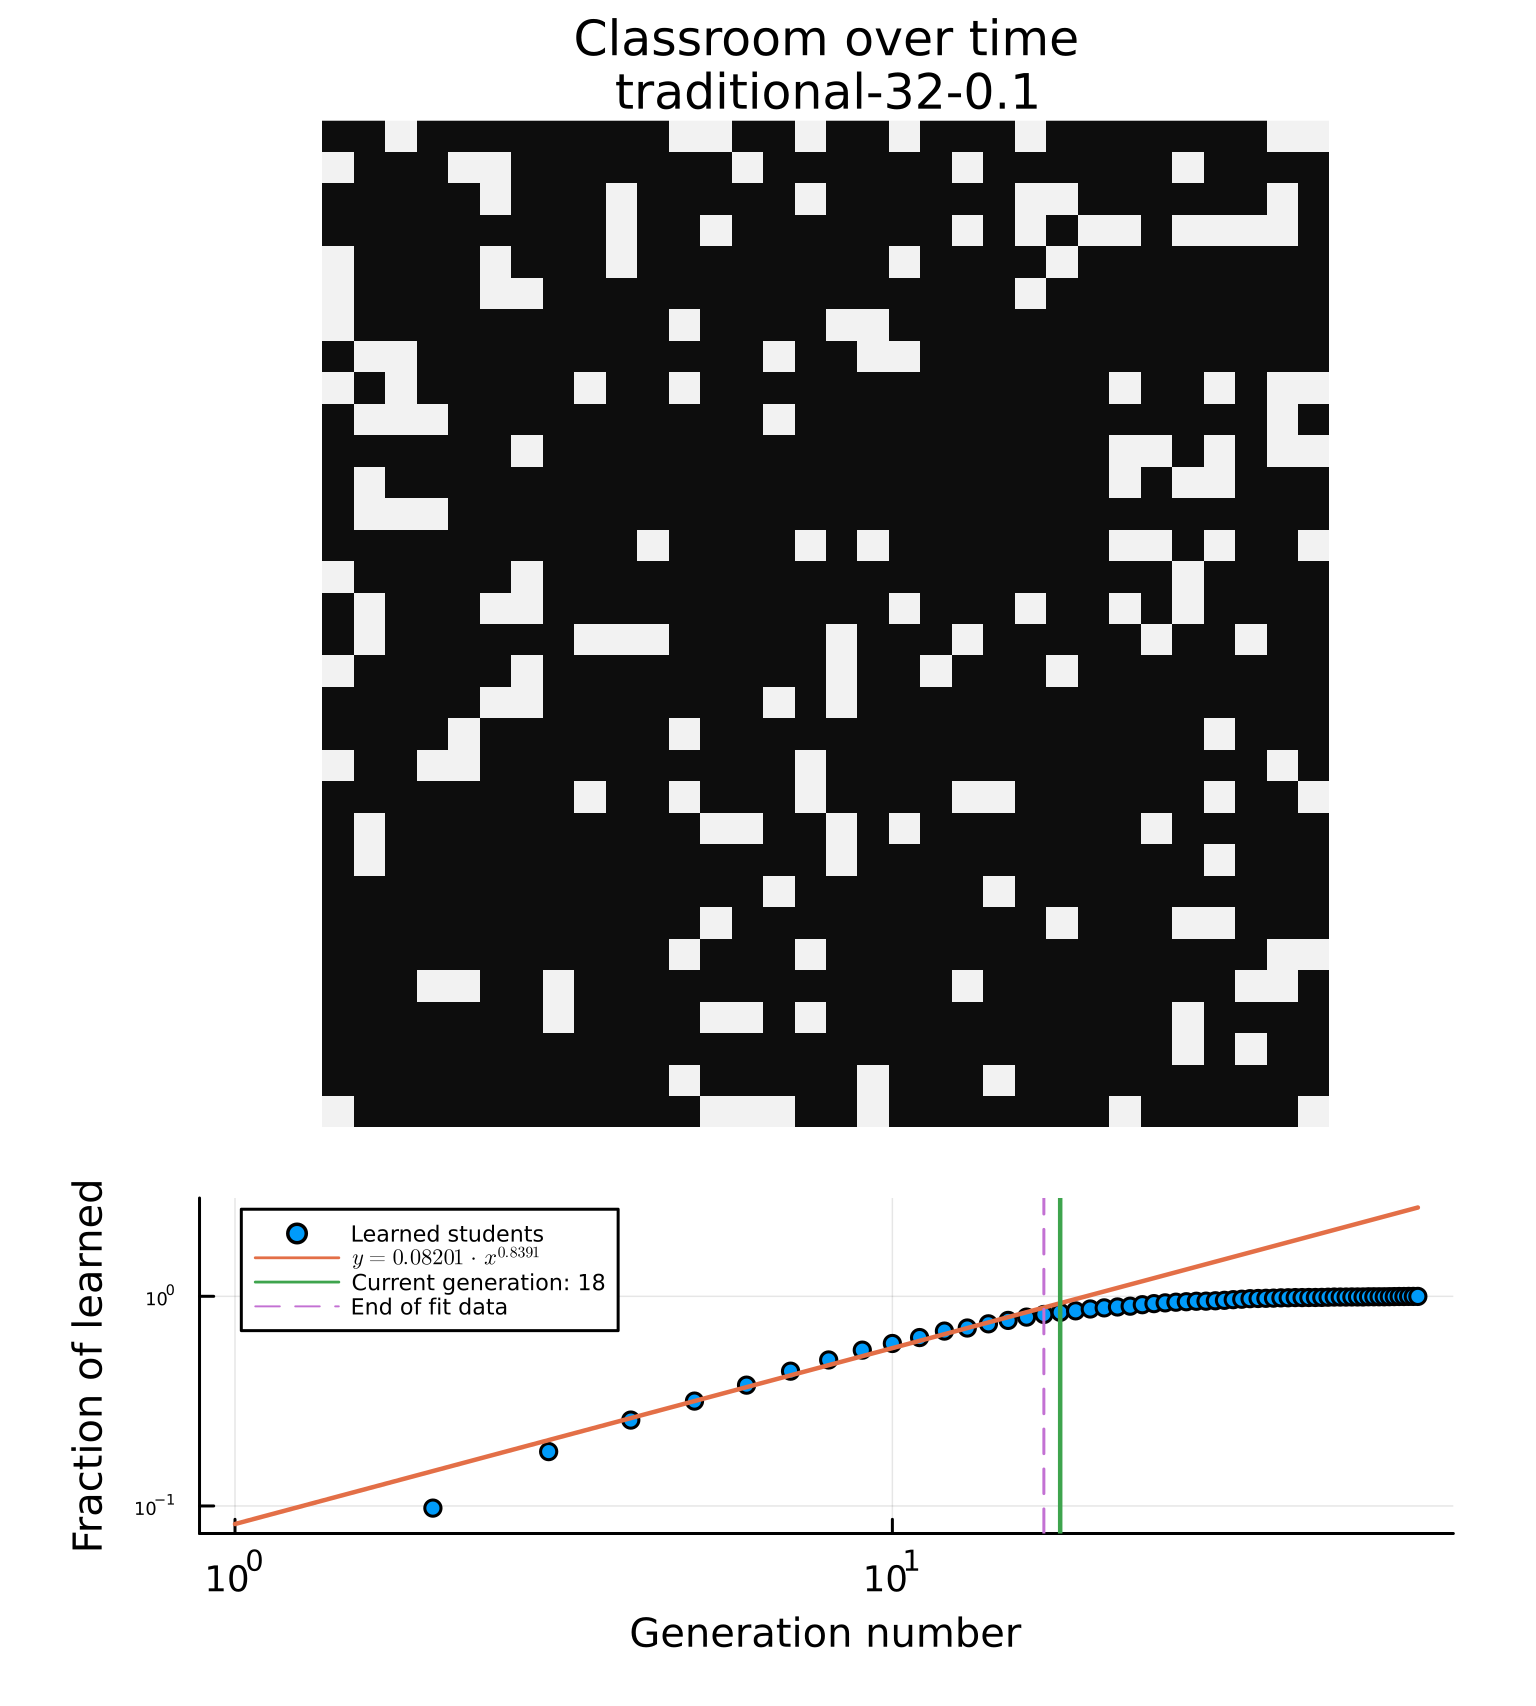 Classroom over time
traditional-32-0.1
Fraction of learned
Learned students
y = 0.08201 · x^0.8391
Current generation: 18
End of fit data
10^0
10^−1
10^0
10^1
Generation number